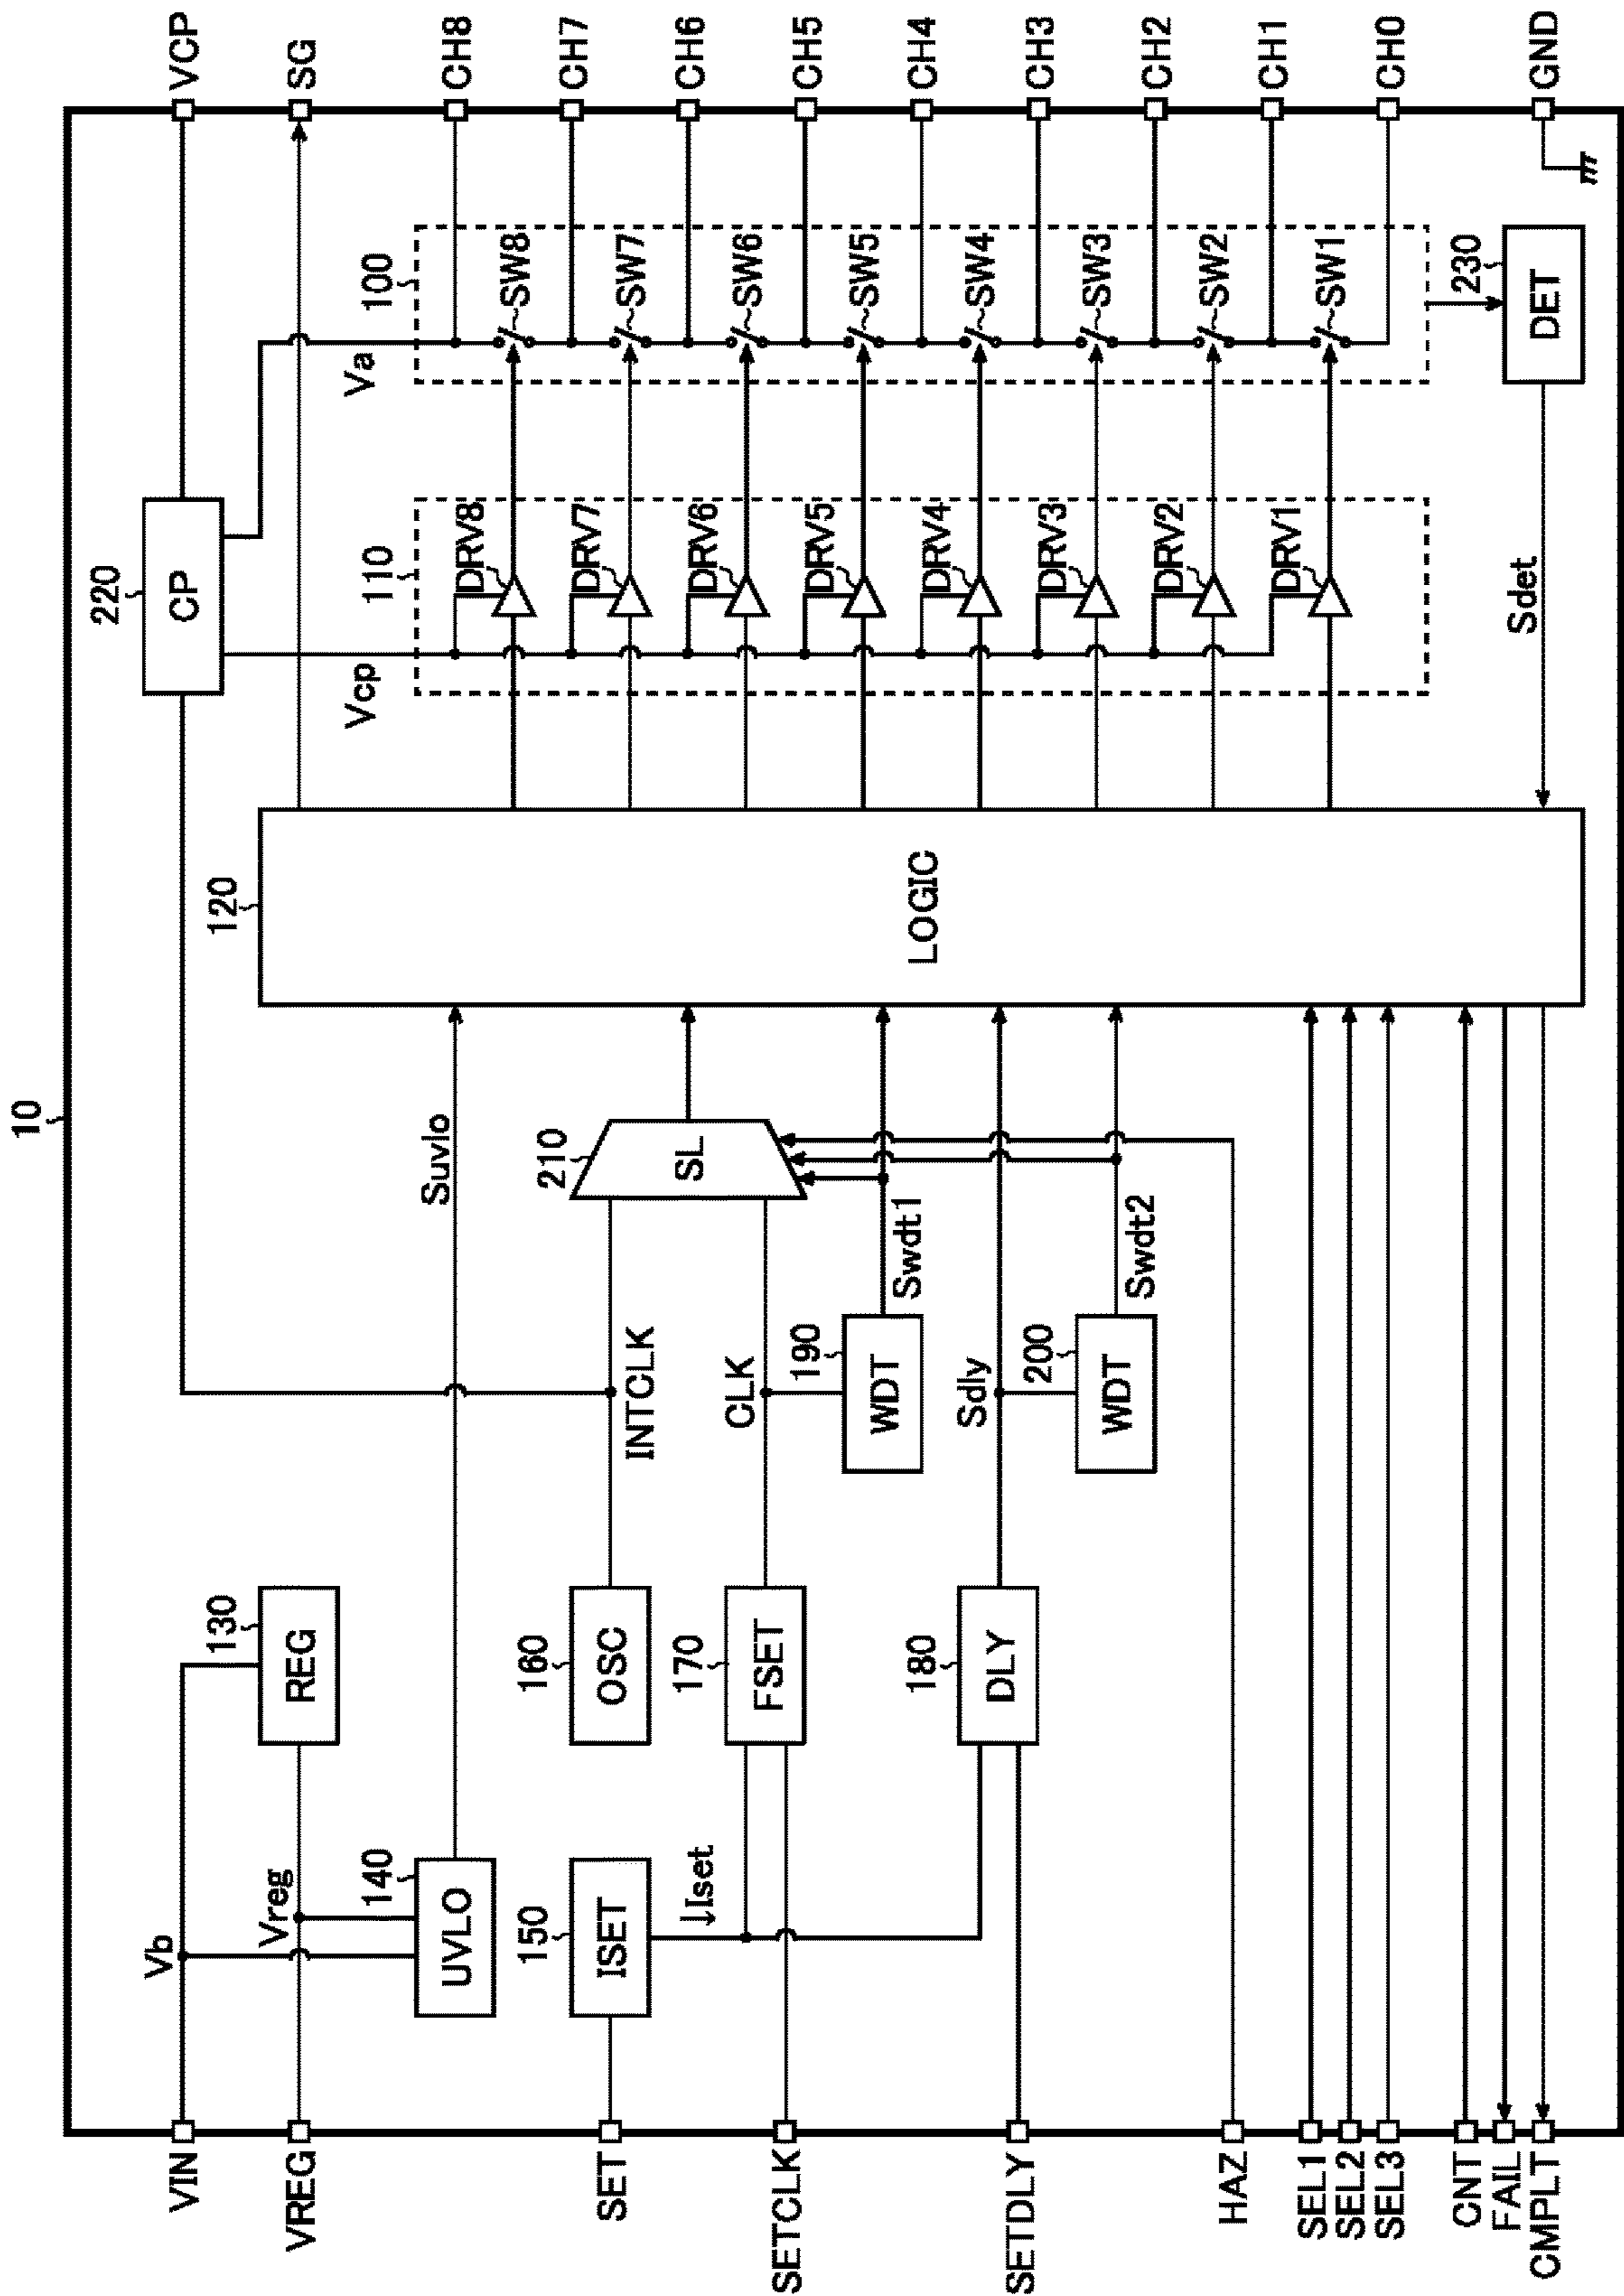 10
VIN
VREG
SET
SETCLK
SETDLY
HAZ
SEL1
SEL2
SEL3
CNT
FAIL
CMPLT
Vb
Vreg
130
REG
140
UVLO
150
ISET
↓Iset
160
OSC
170
FSET
180
DLY
INTCLK
CLK
190
WDT
Sdly
200
WDT
Suvlo
210
SL
Swdt1
Swdt2
120
LOGIC
220
CP
Vcp
110
DRV8
DRV7
DRV6
DRV5
DRV4
DRV3
DRV2
DRV1
Va
100
SW8
SW7
SW6
SW5
SW4
SW3
SW2
SW1
230
DET
Sdet
VCP
SG
CH8
CH7
CH6
CH5
CH4
CH3
CH2
CH1
CH0
GND